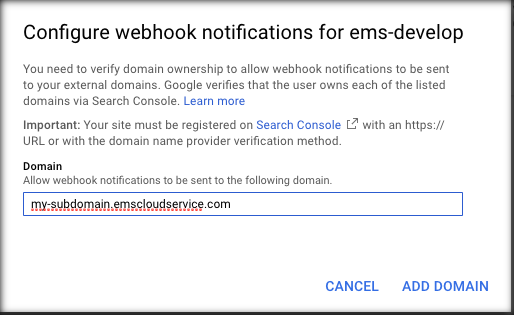 Configure webhook notifications for ems-develop
You need to verify domain ownership to allow webhook notifications to be sent
to your external domains. Google verifies that the user owns each of the listed
domains via Search Console. Learn more
Important: Your site must be registered on Search Console with an https://
URL or with the domain name provider verification method.
Domain
Allow webhook notifications to be sent to the following domain.
my-subdomain.emscloudservice.com
CANCEL ADD DOMAIN